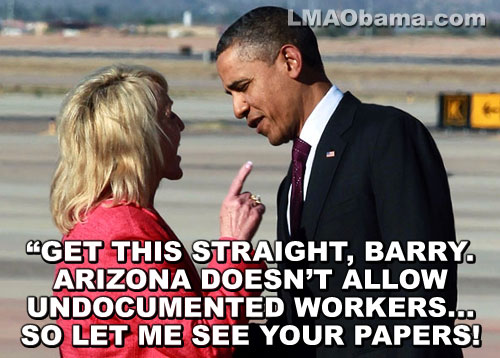 LMAObama.com
“GET THIS STRAIGHT, BARRY.
ARIZONA DOESN’T ALLOW
UNDOCUMENTED WORKERS...
SO LET ME SEE YOUR PAPERS!